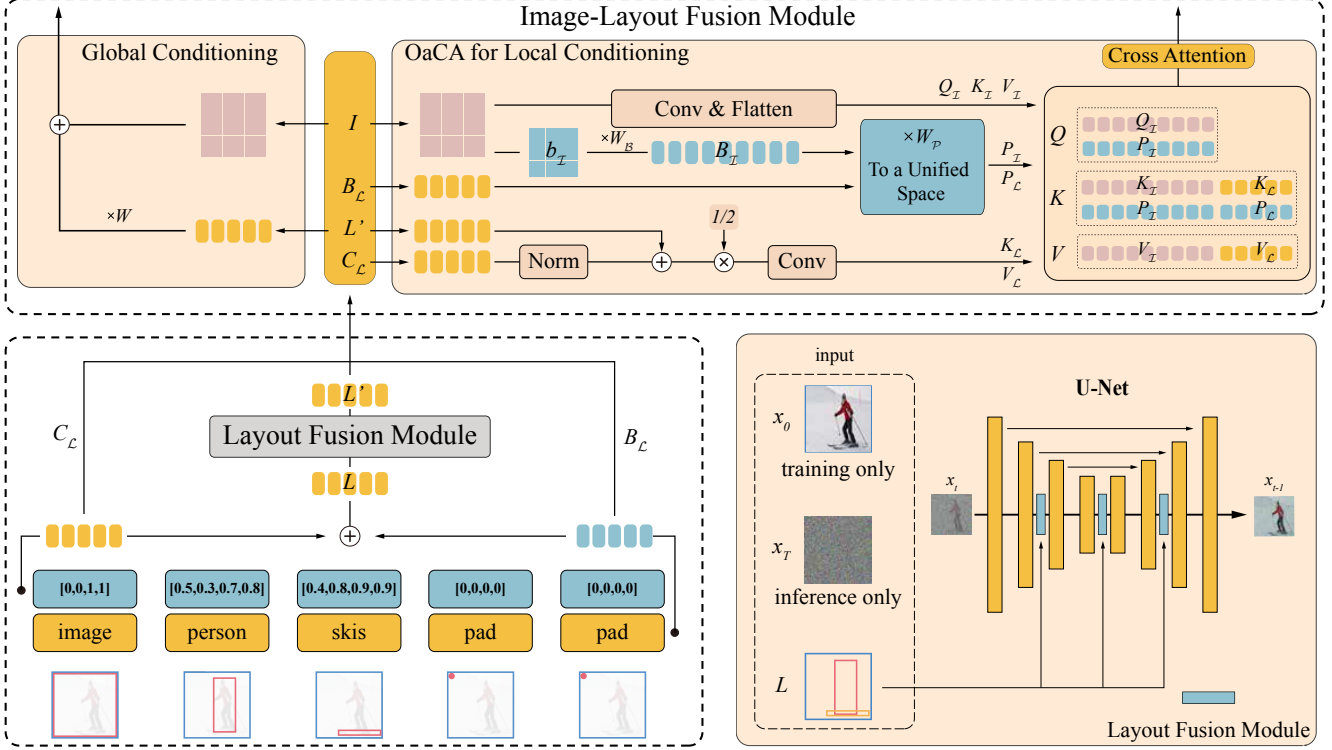 Image-Layout Fusion Module
Global Conditioning
×W
I
B_ℒ
L'
C_ℒ
OaCA for Local Conditioning
Conv & Flatten
Q_ℐ K_ℐ V_ℐ
b_ℐ
×W_ℬ
B_ℐ
×W_𝒫
To a Unified
Space
P_ℐ
P_ℒ
1/2
Norm
Conv
K_ℒ
V_ℒ
Cross Attention
Q
Q_ℐ
P_ℐ
K
K_ℐ K_ℒ
P_ℐ P_ℒ
V
V_ℐ V_ℒ
L'
Layout Fusion Module
L
C_ℒ
B_ℒ
[0,0,1,1]
[0.5,0.3,0.7,0.8]
[0.4,0.8,0.9,0.9]
[0,0,0,0]
[0,0,0,0]
image
person
skis
pad
pad
input
x_0
training only
x_T
inference only
L
U-Net
x_t
x_{t-1}
Layout Fusion Module